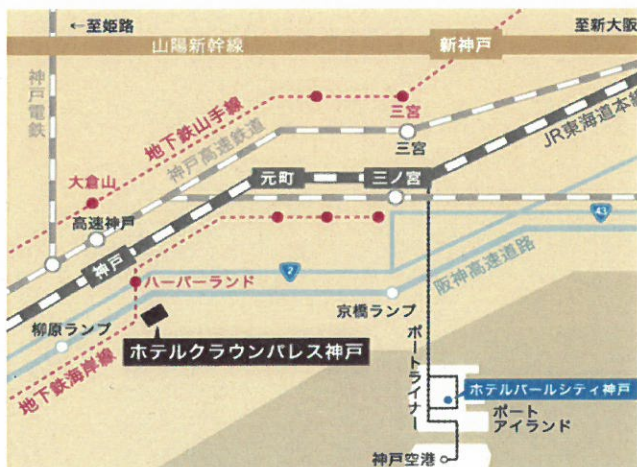 ←至姫路
至新大阪
山陽新幹線
新神戸
神戸電鉄
地下鉄山手線
神戸高速鉄道
三宮
三宮
JR東海道本線
大倉山
元町
三ノ宮
高速神戸
神戸
43
ハーバーランド
2
阪神高速道路
柳原ランプ
京橋ランプ
ホテルクラウンパレス神戸
地下鉄海岸線
ポートライナー
ホテルパールシティ神戸
ポート
アイランド
神戸空港